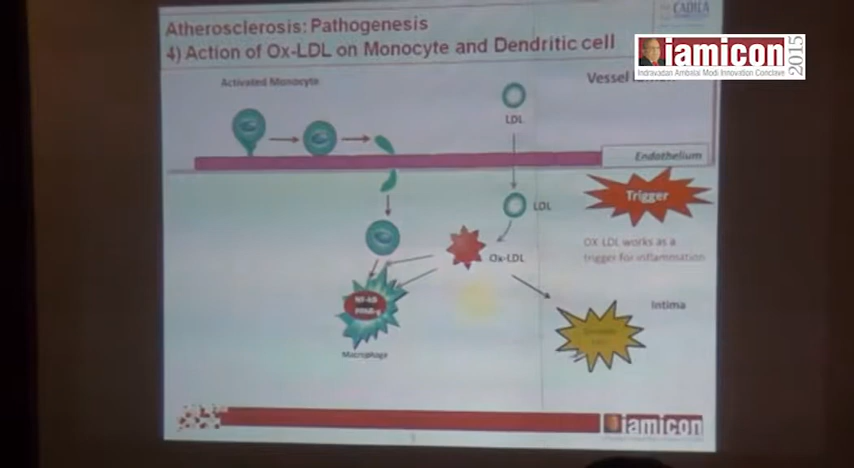 Atherosclerosis: Pathogenesis
4) Action of Ox-LDL on Monocyte and Dendritic cell
CADILA
iamicon
2015
Indravadan Ambalal Modi Innovation Conclave
Activated Monocyte
Vessel
LDL
Endothelium
Trigger
LDL
OX LDL works as a
trigger for inflammation
Ox-LDL
Intima
NF-kB
PPAR-γ
Macrophage
iamicon